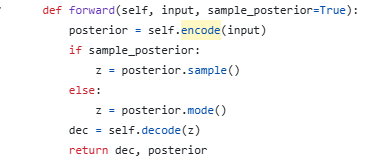 def forward(self, input, sample_posterior=True):
    posterior = self.encode(input)
    if sample_posterior:
        z = posterior.sample()
    else:
        z = posterior.mode()
    dec = self.decode(z)
    return dec, posterior